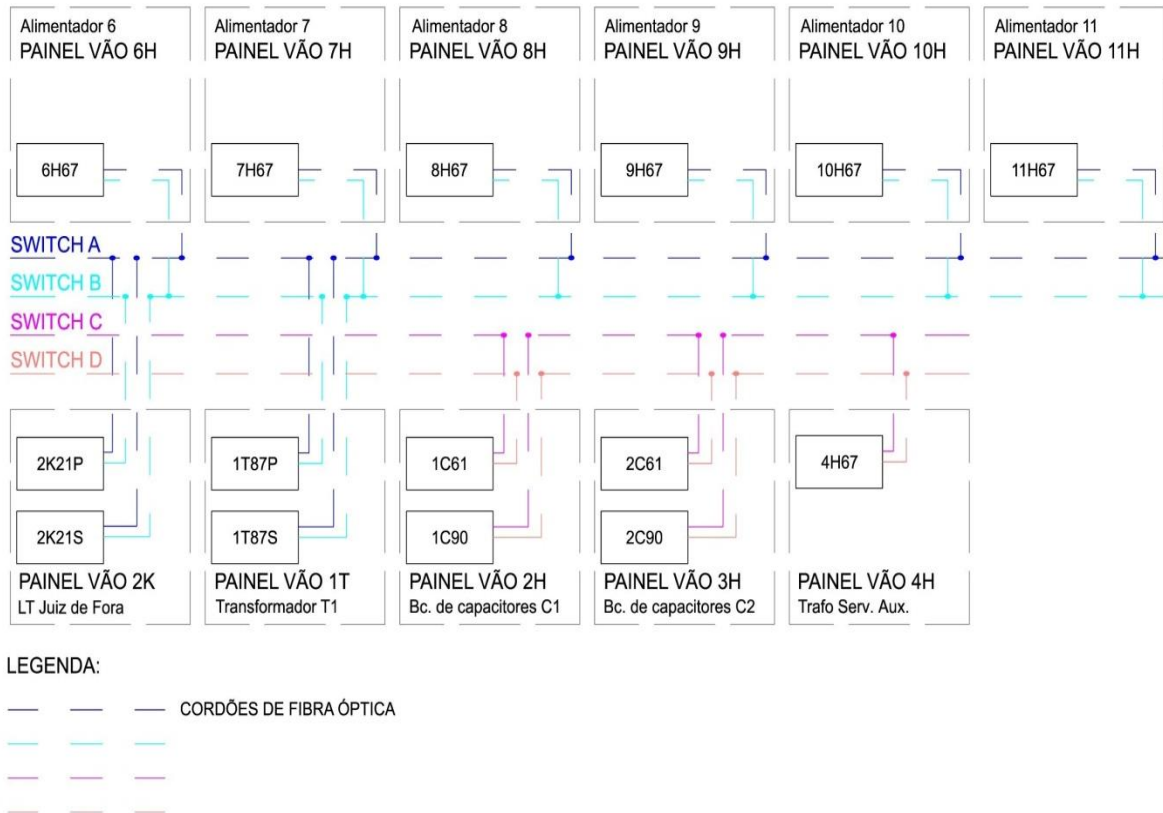 Alimentador 6
PAINEL VÃO 6H
Alimentador 7
PAINEL VÃO 7H
Alimentador 8
PAINEL VÃO 8H
Alimentador 9
PAINEL VÃO 9H
Alimentador 10
PAINEL VÃO 10H
Alimentador 11
PAINEL VÃO 11H
6H67
7H67
8H67
9H67
10H67
11H67
SWITCH A
SWITCH B
SWITCH C
SWITCH D
2K21P
1T87P
1C61
2C61
4H67
2K21S
1T87S
1C90
2C90
PAINEL VÃO 2K
LT Juiz de Fora
PAINEL VÃO 1T
Transformador T1
PAINEL VÃO 2H
Bc. de capacitores C1
PAINEL VÃO 3H
Bc. de capacitores C2
PAINEL VÃO 4H
Trafo Serv. Aux.
LEGENDA:
CORDÕES DE FIBRA ÓPTICA